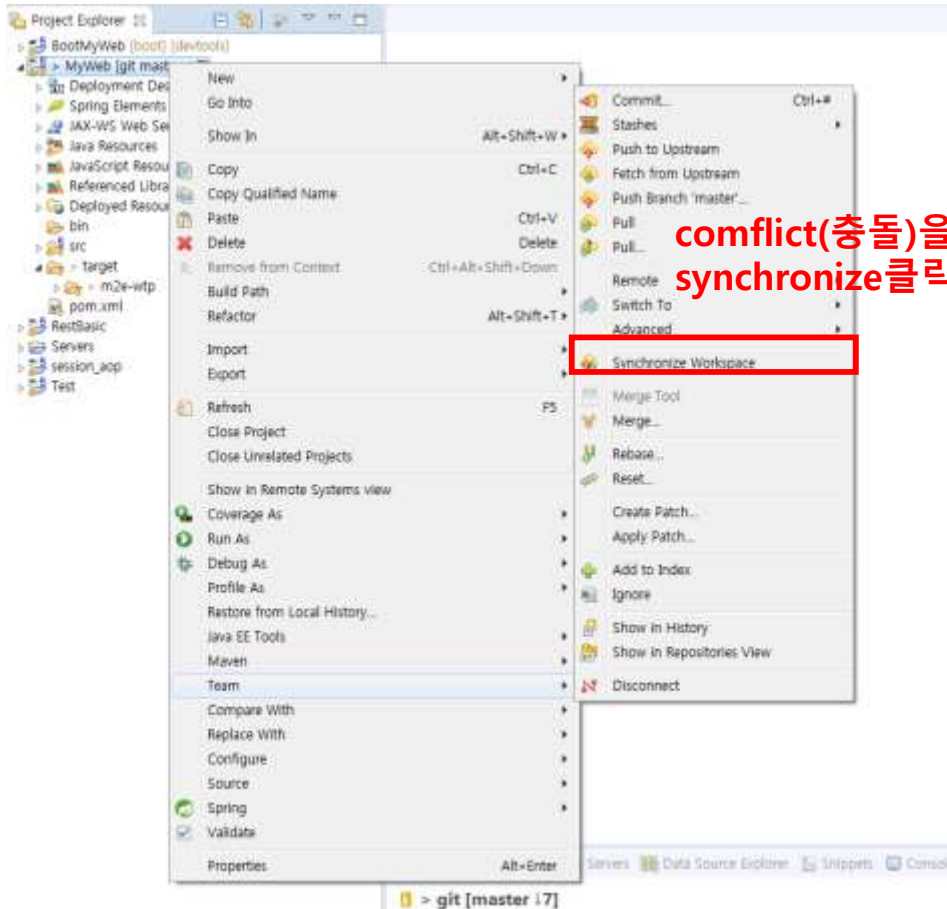 Project Explorer
BootMyWeb [boot] [devtools]
> MyWeb [git mast
Deployment Des
Spring Elements
JAX-WS Web Ser
Java Resources
JavaScript Resou
Referenced Libra
Deployed Resour
bin
src
> target
> m2e-wtp
pom.xml
RestBasic
Servers
session_aop
Test
New
Go Into
Show In Alt+Shift+W
Copy Ctrl+C
Copy Qualified Name
Paste Ctrl+V
Delete Delete
Remove from Context Ctrl+Alt+Shift+Down
Build Path
Refactor Alt+Shift+T
Import
Export
Refresh F5
Close Project
Close Unrelated Projects
Show in Remote Systems view
Coverage As
Run As
Debug As
Profile As
Restore from Local History...
Java EE Tools
Maven
Team
Compare With
Replace With
Configure
Source
Spring
Validate
Properties Alt+Enter
Commit... Ctrl+#
Stashes
Push to Upstream
Fetch from Upstream
Push Branch 'master'...
Pull
Pull...
Remote
Switch To
Advanced
Synchronize Workspace
Merge Tool
Merge...
Rebase...
Reset...
Create Patch...
Apply Patch...
Add to Index
Ignore
Show in History
Show in Repositories View
Disconnect
comflict(충돌)을
synchronize클릭
Servers Data Source Explorer Snippets Consol
> git [master ↓7]